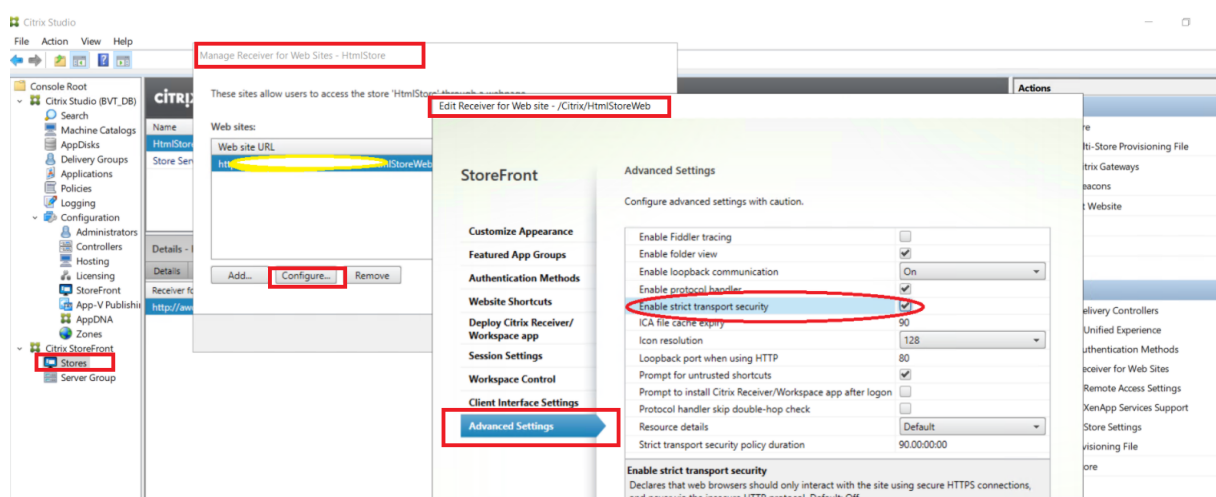 Citrix Studio
File Action View Help
Console Root
Citrix Studio (BVT_DB)
Search
Machine Catalogs
AppDisks
Delivery Groups
Applications
Policies
Logging
Configuration
Administrators
Controllers
Hosting
Licensing
StoreFront
App-V Publishi
AppDNA
Zones
Citrix StoreFront
Stores
Server Group
Name
HtmlStore
Store Ser
Details -
Details
Receiver fo
Manage Receiver for Web Sites - HtmlStore
These sites allow users to access the store 'HtmlStore' through a webpage.
Web sites:
Web site URL
Add... Configure... Remove
Edit Receiver for Web site - /Citrix/HtmlStoreWeb
StoreFront
Customize Appearance
Featured App Groups
Authentication Methods
Website Shortcuts
Deploy Citrix Receiver/
Workspace app
Session Settings
Workspace Control
Client Interface Settings
Advanced Settings
Advanced Settings
Configure advanced settings with caution.
Enable Fiddler tracing
Enable folder view
Enable loopback communication On
Enable protocol handler
Enable strict transport security
ICA file cache expiry 90
Icon resolution 128
Loopback port when using HTTP 80
Prompt for untrusted shortcuts
Prompt to install Citrix Receiver/Workspace app after logon
Protocol handler skip double-hop check
Resource details Default
Strict transport security policy duration 90.00:00:00
Enable strict transport security
Declares that web browsers should only interact with the site using secure HTTPS connections,
and never via the insecure HTTP protocol. Default: Off
Actions
re
lti-Store Provisioning File
itrix Gateways
eacons
t Website
elivery Controllers
Unified Experience
uthentication Methods
eceiver for Web Sites
Remote Access Settings
XenApp Services Support
Store Settings
visioning File
ore